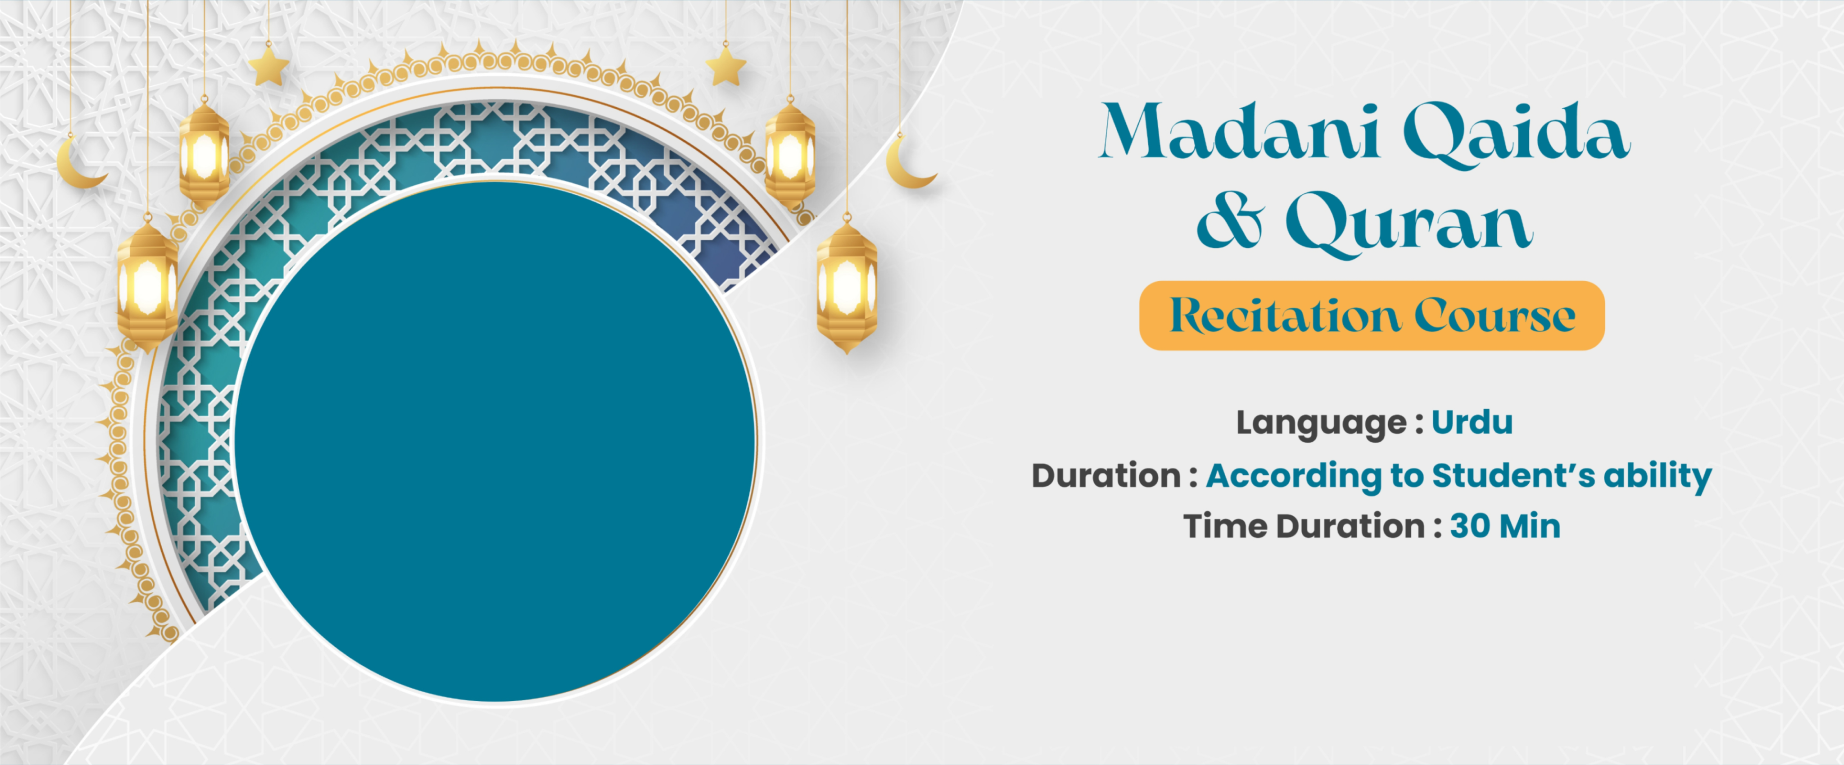 Madani Qaida
& Quran
Recitation Course
Language : Urdu
Duration : According to Student’s ability
Time Duration : 30 Min